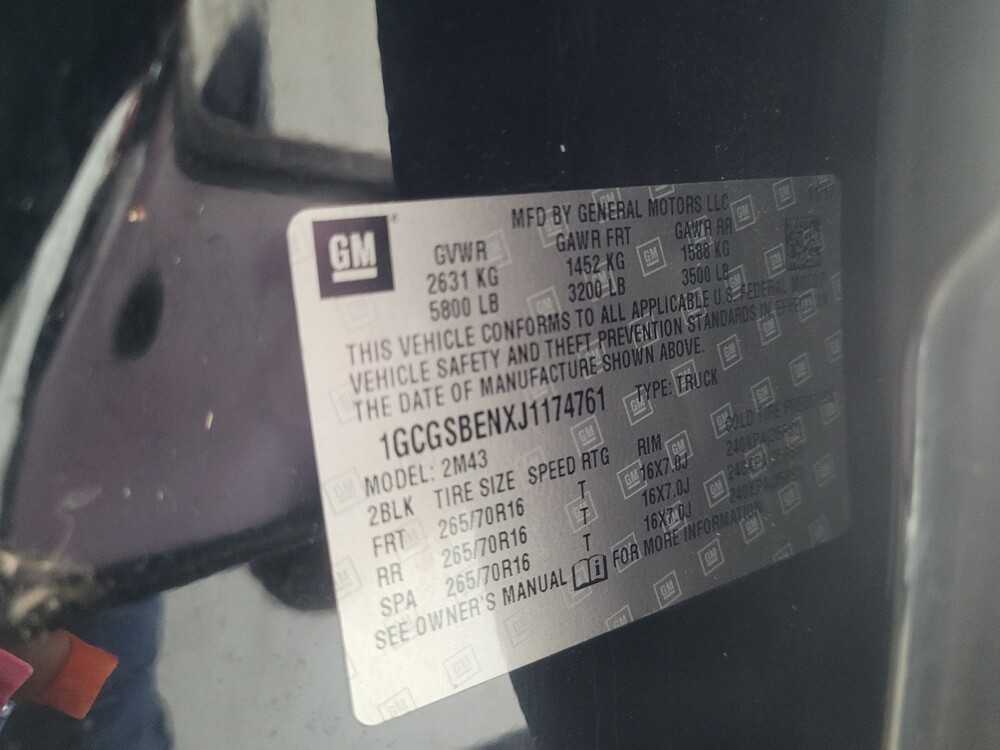 GM
MFD BY GENERAL MOTORS LLC
GVWR GAWR FRT GAWR RR
2631 KG 1452 KG 1588 KG
5800 LB 3200 LB 3500 LB
THIS VEHICLE CONFORMS TO ALL APPLICABLE U.S. FEDERAL MOTOR
VEHICLE SAFETY AND THEFT PREVENTION STANDARDS IN EFFECT ON
THE DATE OF MANUFACTURE SHOWN ABOVE.
1GCGSBENXJ1174761 TYPE: TRUCK
MODEL: 2M43
2BLK TIRE SIZE SPEED RTG RIM COLD TIRE PRESSURE
FRT 265/70R16 T 16X7.0J 240KPA
RR 265/70R16 T 16X7.0J 240KPA
SPA 265/70R16 T 16X7.0J 240KPA
SEE OWNER'S MANUAL FOR MORE INFORMATION